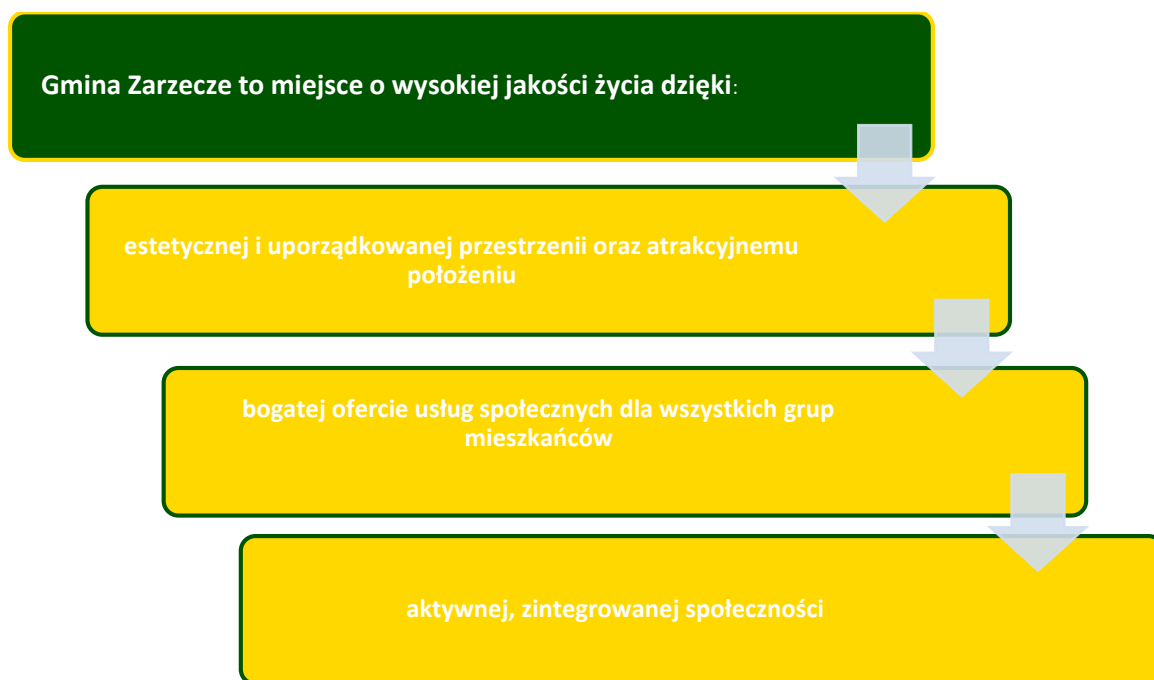 Gmina Zarzecze to miejsce o wysokiej jakości życia dzięki:
estetycznej i uporządkowanej przestrzenii oraz atrakcyjnemu
położeniu
bogatej ofercie usług społecznych dla wszystkich grup
mieszkańców
aktywnej, zintegrowanej społeczności